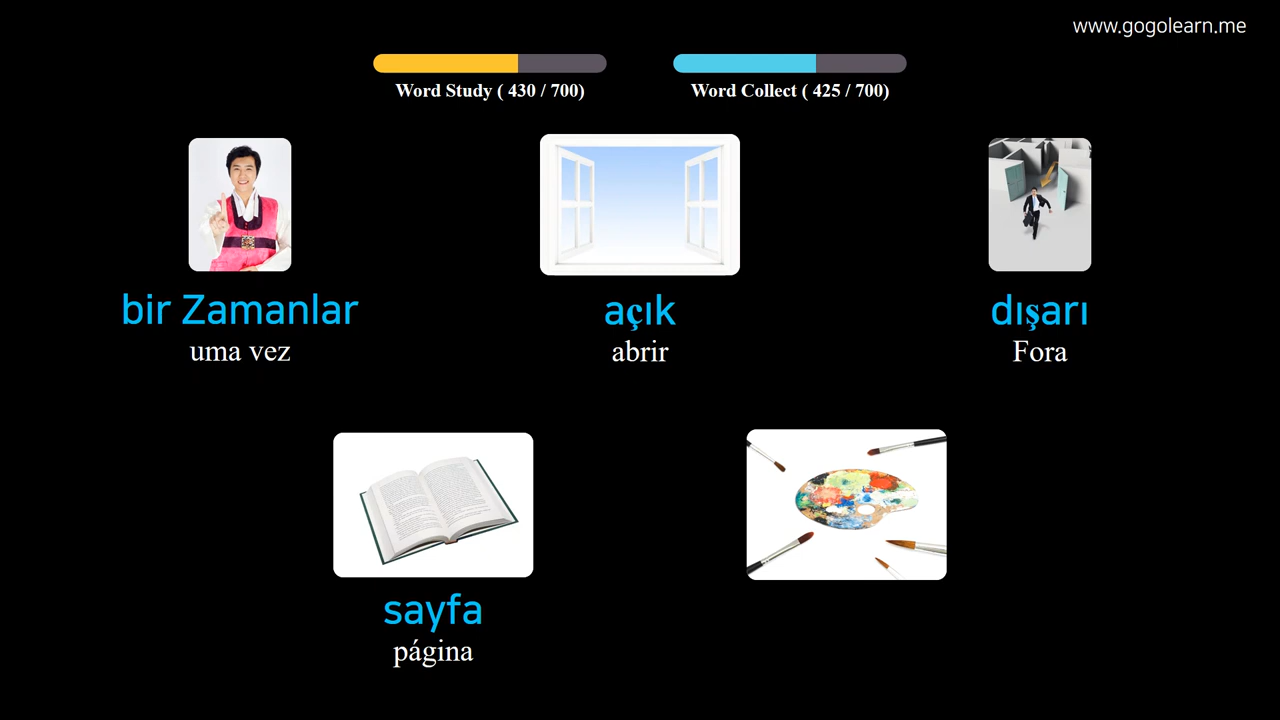 www.gogolearn.me
Word Study ( 430 / 700)
Word Collect ( 425 / 700)
bir Zamanlar
uma vez
açık
abrir
dışarı
Fora
sayfa
página